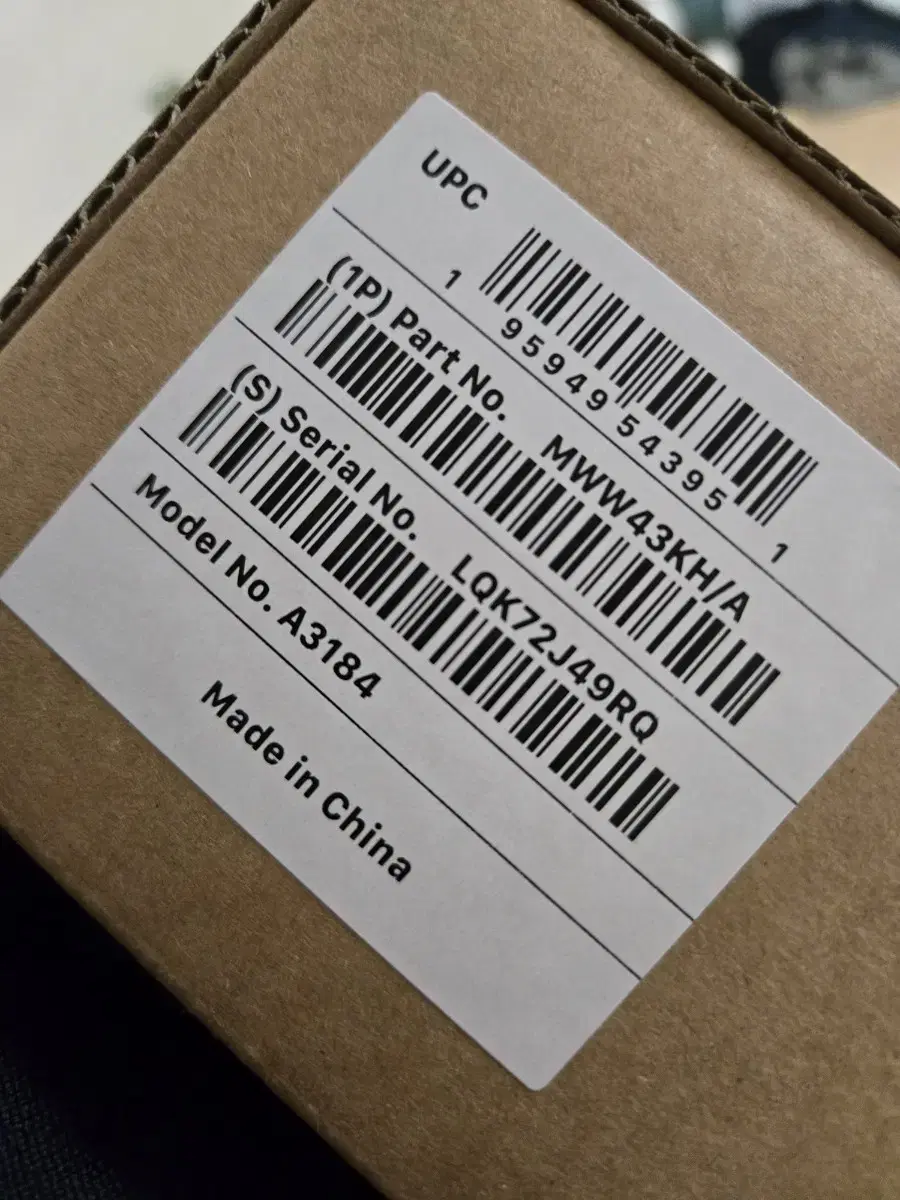 UPC
1 95949 54395 1
(1P) Part No. MWW43KH/A
(S) Serial No. LQK72J49RQ
Model No. A3184
Made in China